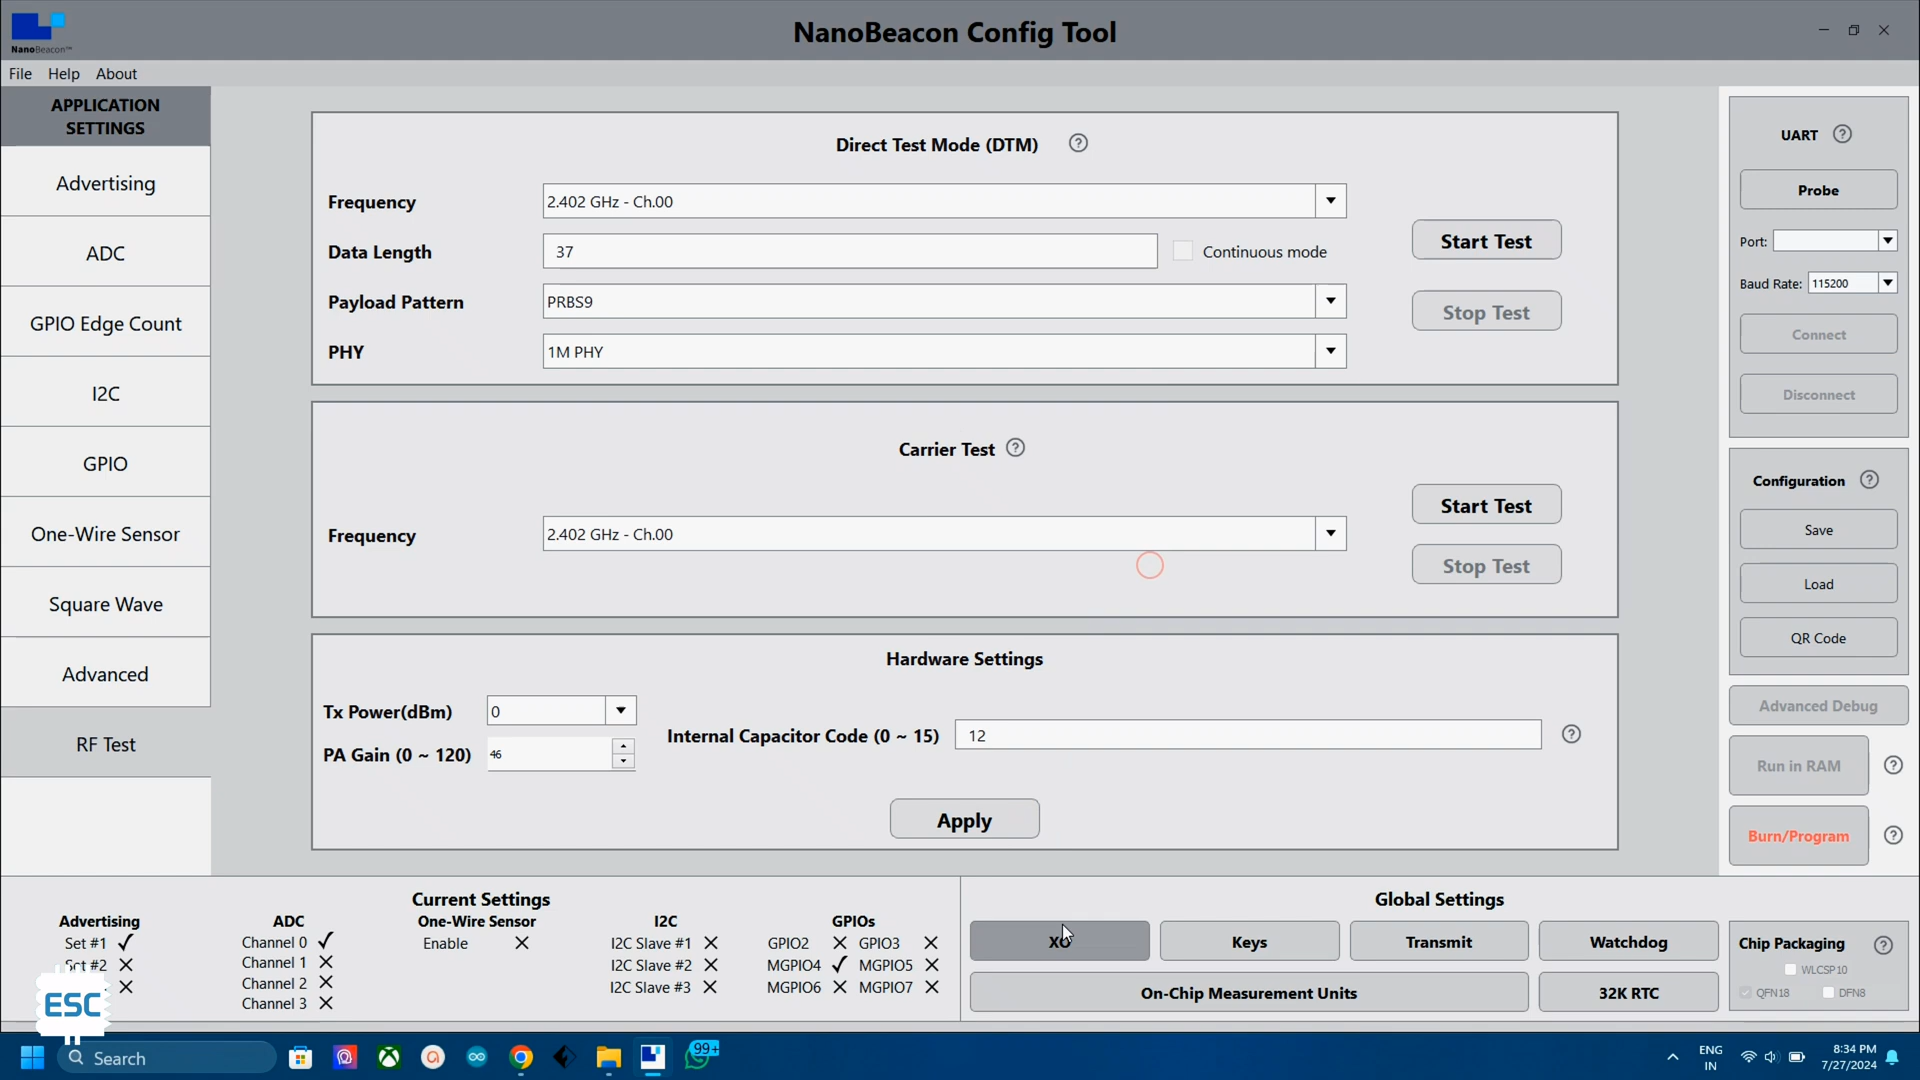 NanoBeacon Config Tool
NanoBeacon™
File Help About
APPLICATION
SETTINGS
Advertising
ADC
GPIO Edge Count
I2C
GPIO
One-Wire Sensor
Square Wave
Advanced
RF Test
Direct Test Mode (DTM) ?
Frequency 2.402 GHz - Ch.00
Data Length 37 Continuous mode
Payload Pattern PRBS9
PHY 1M PHY
Start Test
Stop Test
Carrier Test ?
Frequency 2.402 GHz - Ch.00
Start Test
Stop Test
Hardware Settings
Tx Power(dBm) 0
PA Gain (0 ~ 120) 46
Internal Capacitor Code (0 ~ 15) 12 ?
Apply
UART ?
Probe
Port:
Baud Rate: 115200
Connect
Disconnect
Configuration ?
Save
Load
QR Code
Advanced Debug
Run in RAM ?
Burn/Program ?
Current Settings
Advertising
Set #1
Set #2
ADC
Channel 0
Channel 1
Channel 2
Channel 3
One-Wire Sensor
Enable
I2C
I2C Slave #1
I2C Slave #2
I2C Slave #3
GPIOs
GPIO2 GPIO3
MGPIO4 MGPIO5
MGPIO6 MGPIO7
Global Settings
XO Keys Transmit Watchdog
On-Chip Measurement Units 32K RTC
Chip Packaging ?
WLCSP10
QFN18 DFN8
ESC
Search
99+
ENG
IN
8:34 PM
7/27/2024